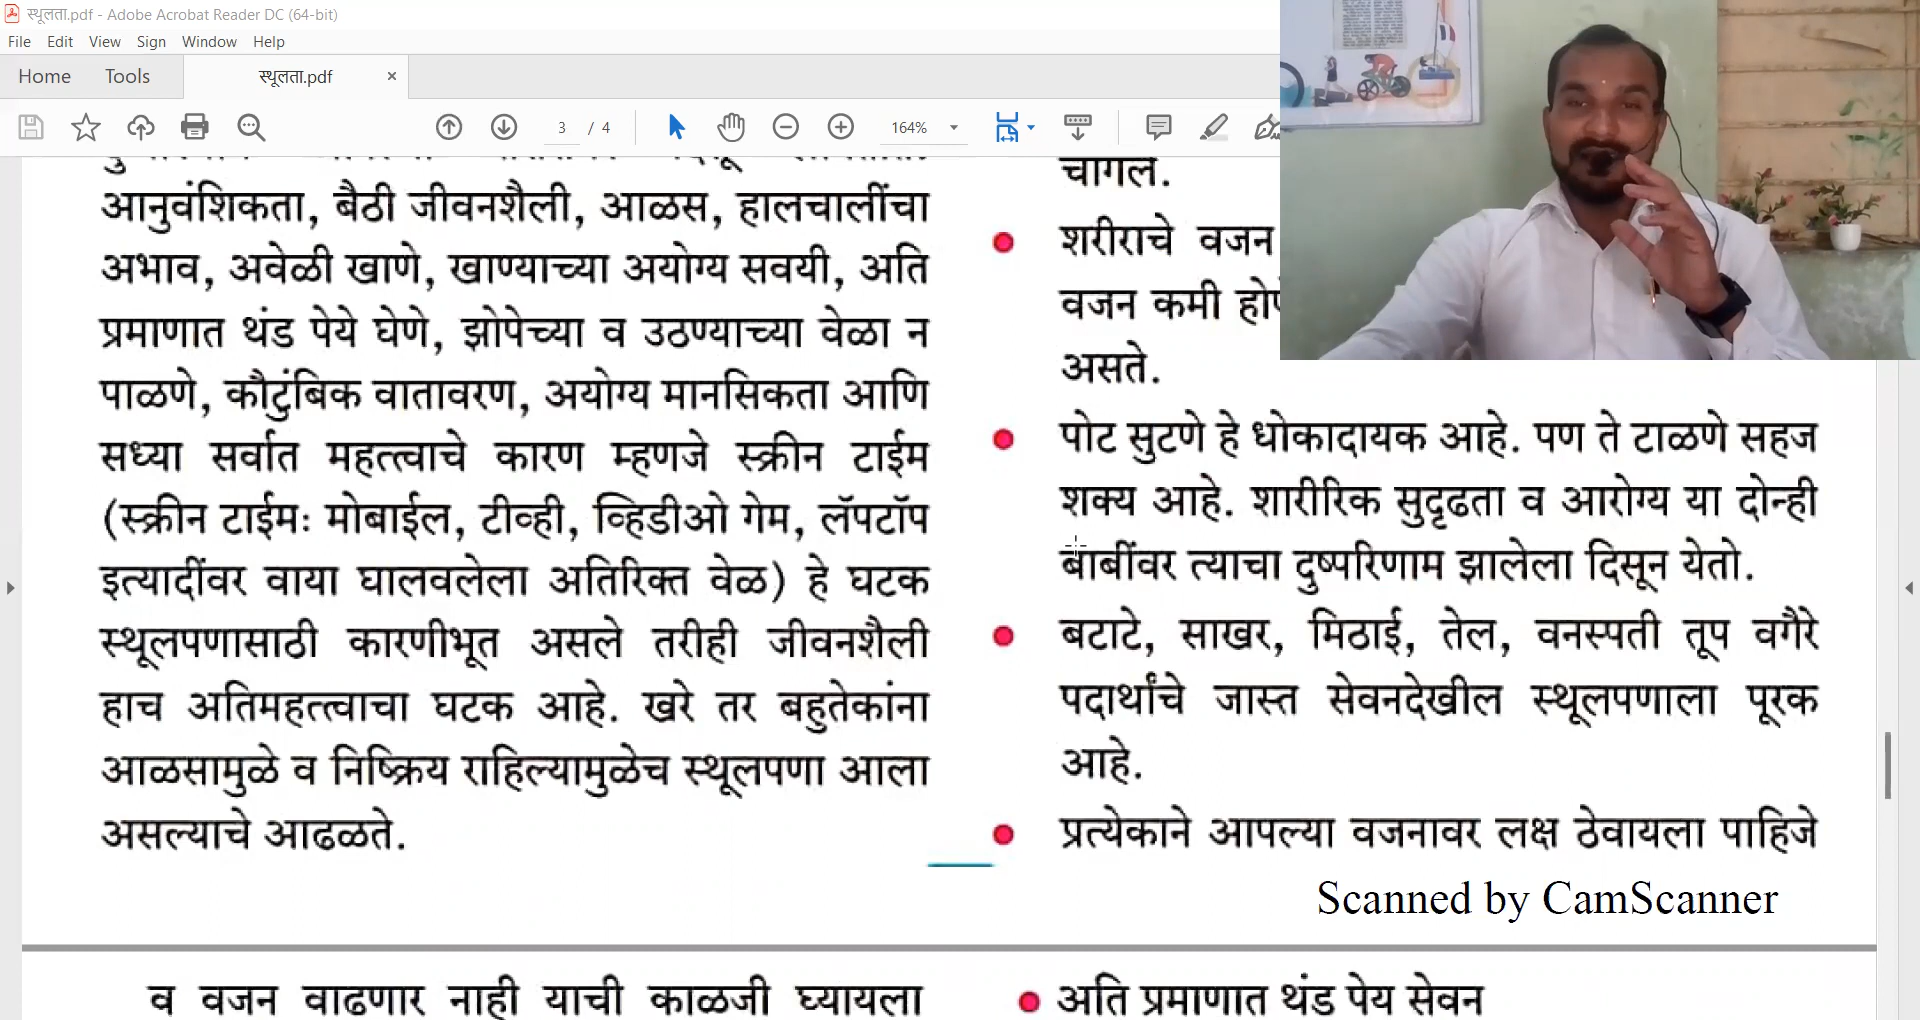 स्थूलता.pdf - Adobe Acrobat Reader DC (64-bit)
File Edit View Sign Window Help
Home Tools स्थूलता.pdf ×
3 / 4 164%
आनुवंशिकता, बैठी जीवनशैली, आळस, हालचालींचा
अभाव, अवेळी खाणे, खाण्याच्या अयोग्य सवयी, अति
प्रमाणात थंड पेये घेणे, झोपेच्या व उठण्याच्या वेळा न
पाळणे, कौटुंबिक वातावरण, अयोग्य मानसिकता आणि
सध्या सर्वात महत्त्वाचे कारण म्हणजे स्क्रीन टाईम
(स्क्रीन टाईमः मोबाईल, टीव्ही, व्हिडीओ गेम, लॅपटॉप
इत्यादींवर वाया घालवलेला अतिरिक्त वेळ) हे घटक
स्थूलपणासाठी कारणीभूत असले तरीही जीवनशैली
हाच अतिमहत्त्वाचा घटक आहे. खरे तर बहुतेकांना
आळसामुळे व निष्क्रिय राहिल्यामुळेच स्थूलपणा आला
असल्याचे आढळते.
चांगले.
शरीराचे वजन
वजन कमी
असते.
पोट सुटणे हे धोकादायक आहे. पण ते टाळणे सहज
शक्य आहे. शारीरिक सुदृढता व आरोग्य या दोन्ही
बाबींवर त्याचा दुष्परिणाम झालेला दिसून येतो.
बटाटे, साखर, मिठाई, तेल, वनस्पती तूप वगैरे
पदार्थांचे जास्त सेवनदेखील स्थूलपणाला पूरक
आहे.
प्रत्येकाने आपल्या वजनावर लक्ष ठेवायला पाहिजे
Scanned by CamScanner
व वजन वाढणार नाही याची काळजी घ्यायला
अति प्रमाणात थंड पेय सेवन